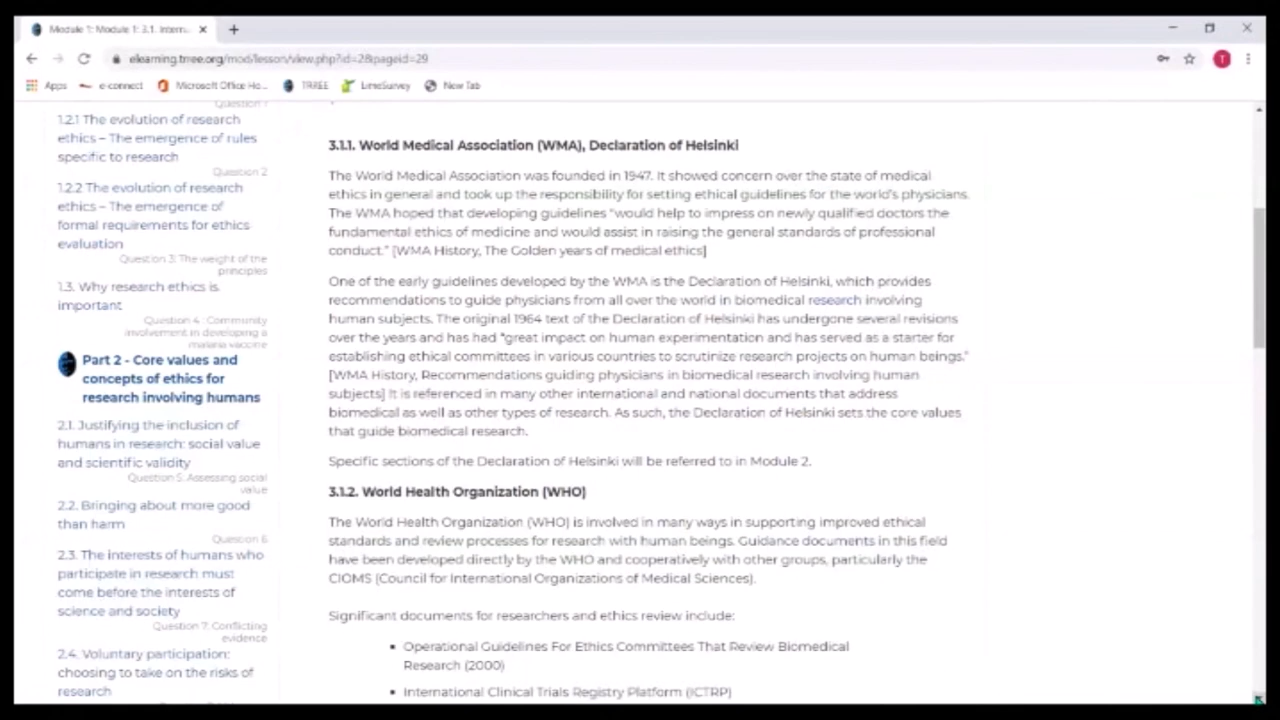 Module 1: Module 1: 3.1. Intern...
elearning.trree.org/mod/lesson/view.php?id=28&pageid=29
T
Apps
e-connect
Microsoft Office Ho...
TRREE
LimeSurvey
New Tab
Question 1
1.2.1 The evolution of research
ethics – The emergence of rules
specific to research
Question 2
1.2.2 The evolution of research
ethics – The emergence of
formal requirements for ethics
evaluation
Question 3: The weight of the
principles
1.3. Why research ethics is
important
Question 4 : Community
involvement in developing a
malaria vaccine
Part 2 - Core values and
concepts of ethics for
research involving humans
2.1. Justifying the inclusion of
humans in research: social value
and scientific validity
Question 5: Assessing social
value
2.2. Bringing about more good
than harm
Question 6
2.3. The interests of humans who
participate in research must
come before the interests of
science and society
Question 7: Conflicting
evidence
2.4. Voluntary participation:
choosing to take on the risks of
research
3.1.1. World Medical Association (WMA), Declaration of Helsinki
The World Medical Association was founded in 1947. It showed concern over the state of medical
ethics in general and took up the responsibility for setting ethical guidelines for the world's physicians.
The WMA hoped that developing guidelines "would help to impress on newly qualified doctors the
fundamental ethics of medicine and would assist in raising the general standards of professional
conduct." [WMA History, The Golden years of medical ethics]
One of the early guidelines developed by the WMA is the Declaration of Helsinki, which provides
recommendations to guide physicians from all over the world in biomedical research involving
human subjects. The original 1964 text of the Declaration of Helsinki has undergone several revisions
over the years and has had "great impact on human experimentation and has served as a starter for
establishing ethical committees in various countries to scrutinize research projects on human beings."
[WMA History, Recommendations guiding physicians in biomedical research involving human
subjects] It is referenced in many other international and national documents that address
biomedical as well as other types of research. As such, the Declaration of Helsinki sets the core values
that guide biomedical research.
Specific sections of the Declaration of Helsinki will be referred to in Module 2.
3.1.2. World Health Organization (WHO)
The World Health Organization (WHO) is involved in many ways in supporting improved ethical
standards and review processes for research with human beings. Guidance documents in this field
have been developed directly by the WHO and cooperatively with other groups, particularly the
CIOMS (Council for International Organizations of Medical Sciences).
Significant documents for researchers and ethics review include:
• Operational Guidelines For Ethics Committees That Review Biomedical
Research (2000)
• International Clinical Trials Registry Platform (ICTRP)